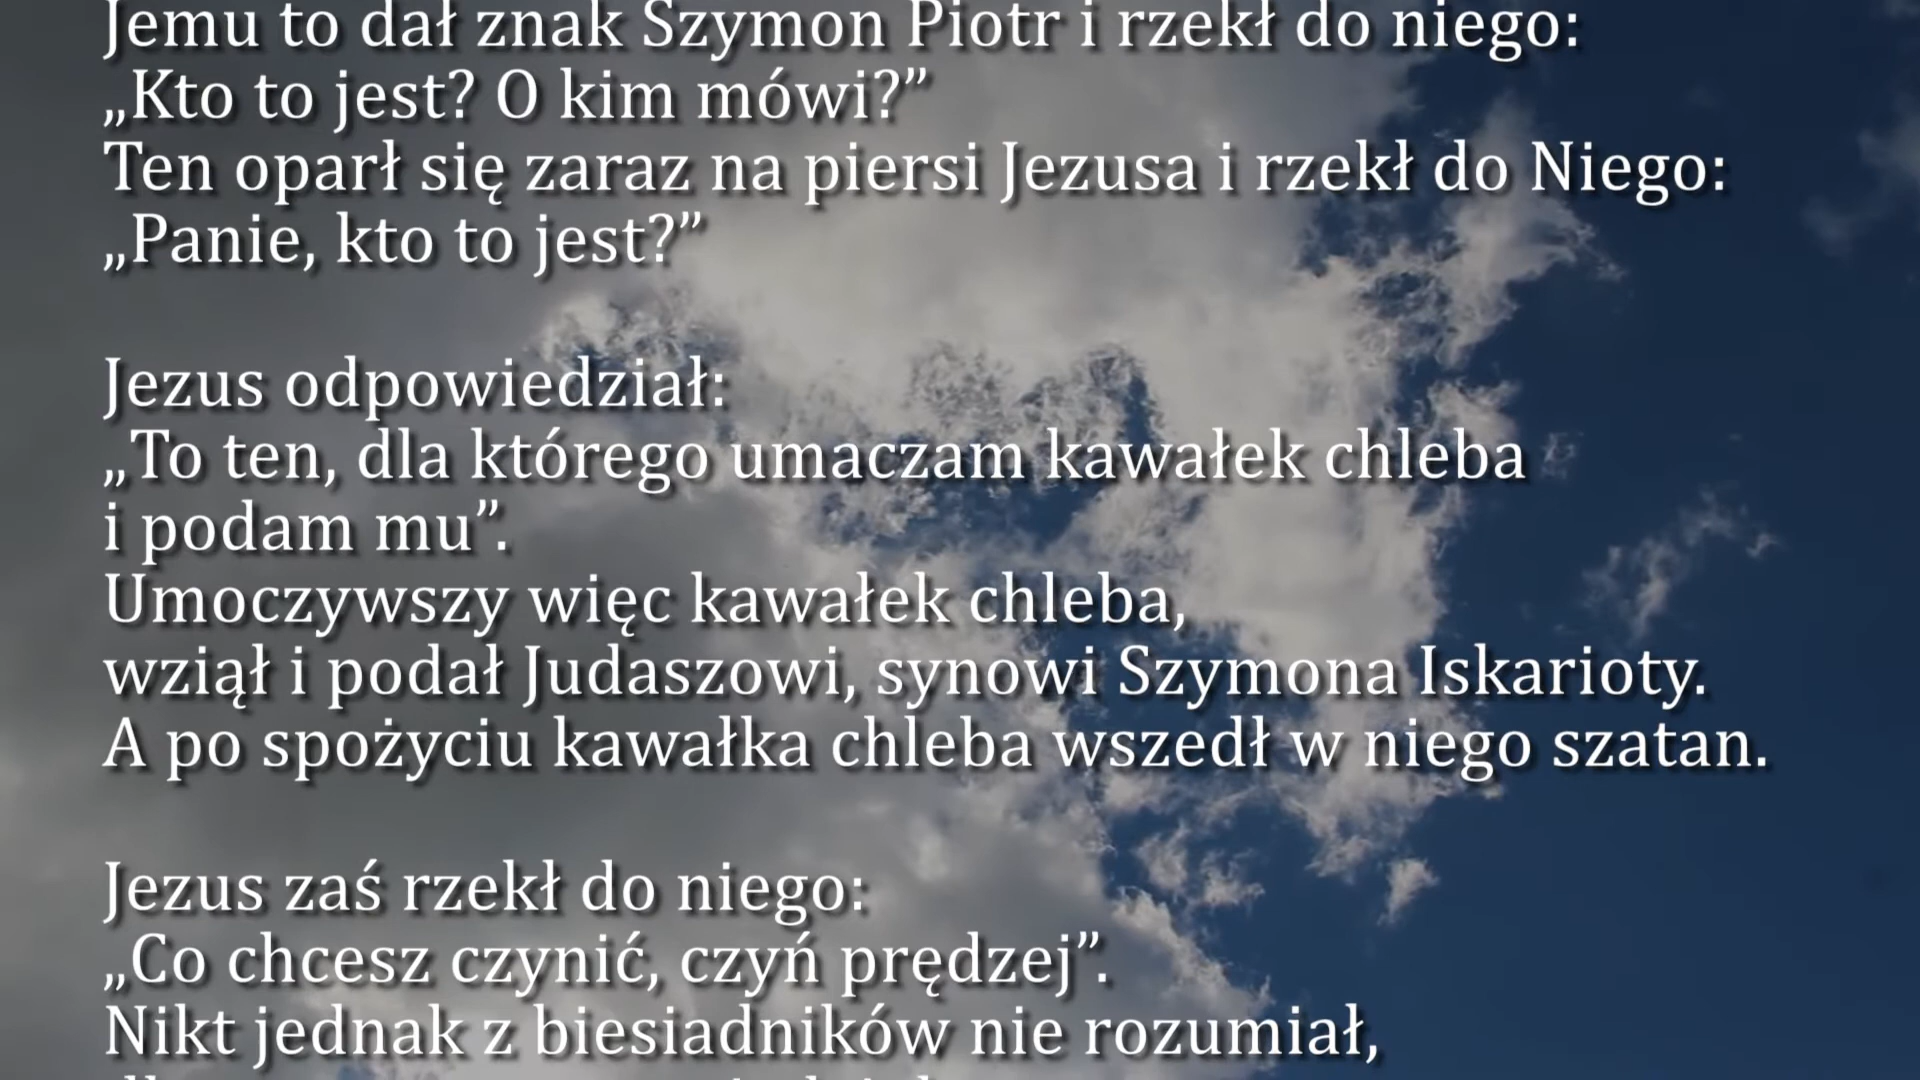 Jemu to dał znak Szymon Piotr i rzekł do niego:
„Kto to jest? O kim mówi?”
Ten oparł się zaraz na piersi Jezusa i rzekł do Niego:
„Panie, kto to jest?”
Jezus odpowiedział:
„To ten, dla którego umaczam kawałek chleba
i podam mu”.
Umoczywszy więc kawałek chleba,
wziął i podał Judaszowi, synowi Szymona Iskarioty.
A po spożyciu kawałka chleba wszedł w niego szatan.
Jezus zaś rzekł do niego:
„Co chcesz czynić, czyń prędzej”.
Nikt jednak z biesiadników nie rozumiał,